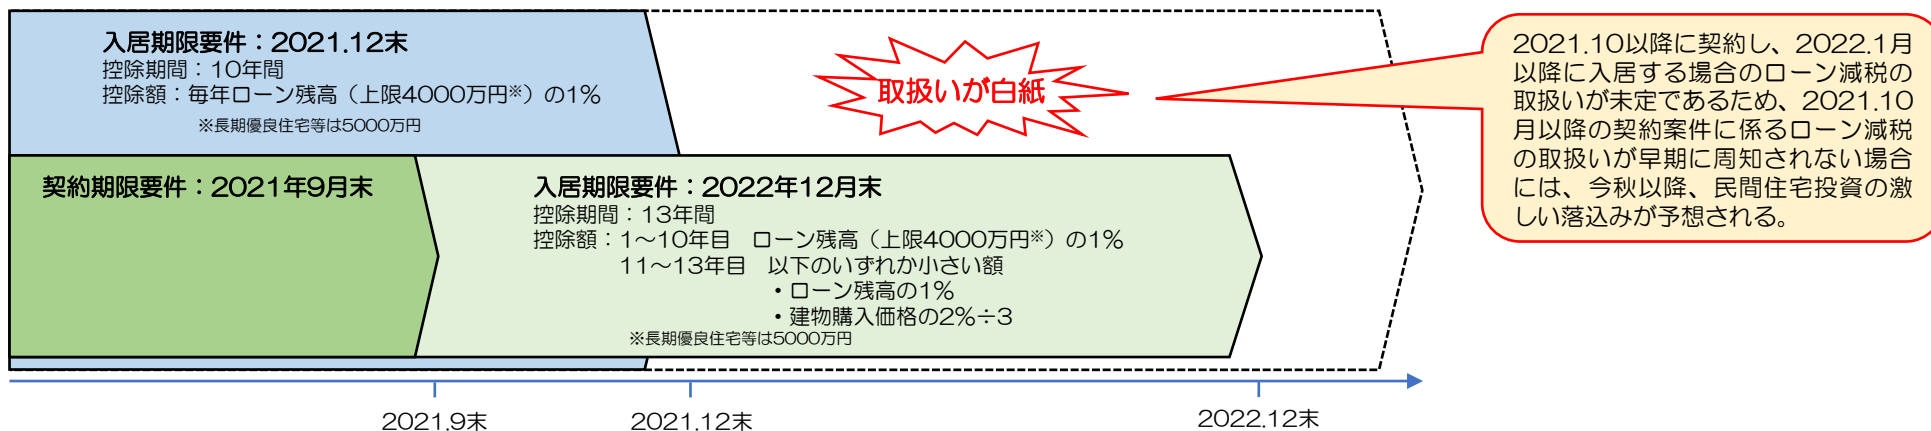 入居期限要件：2021.12末
控除期間：10年間
控除額：毎年ローン残高（上限4000万円※）の1％
※長期優良住宅等は5000万円
取扱いが白紙
2021.10以降に契約し、2022.1月
以降に入居する場合のローン減税の
取扱いが未定であるため、2021.10
月以降の契約案件に係るローン減税
の取扱いが早期に周知されない場合
には、今秋以降、民間住宅投資の激
しい落込みが予想される。
契約期限要件：2021年9月末
入居期限要件：2022年12月末
控除期間：13年間
控除額：1～10年目　ローン残高（上限4000万円※）の1％
11～13年目　以下のいずれか小さい額
・ローン残高の1％
・建物購入価格の2％÷3
※長期優良住宅等は5000万円
2021.9末
2021.12末
2022.12末